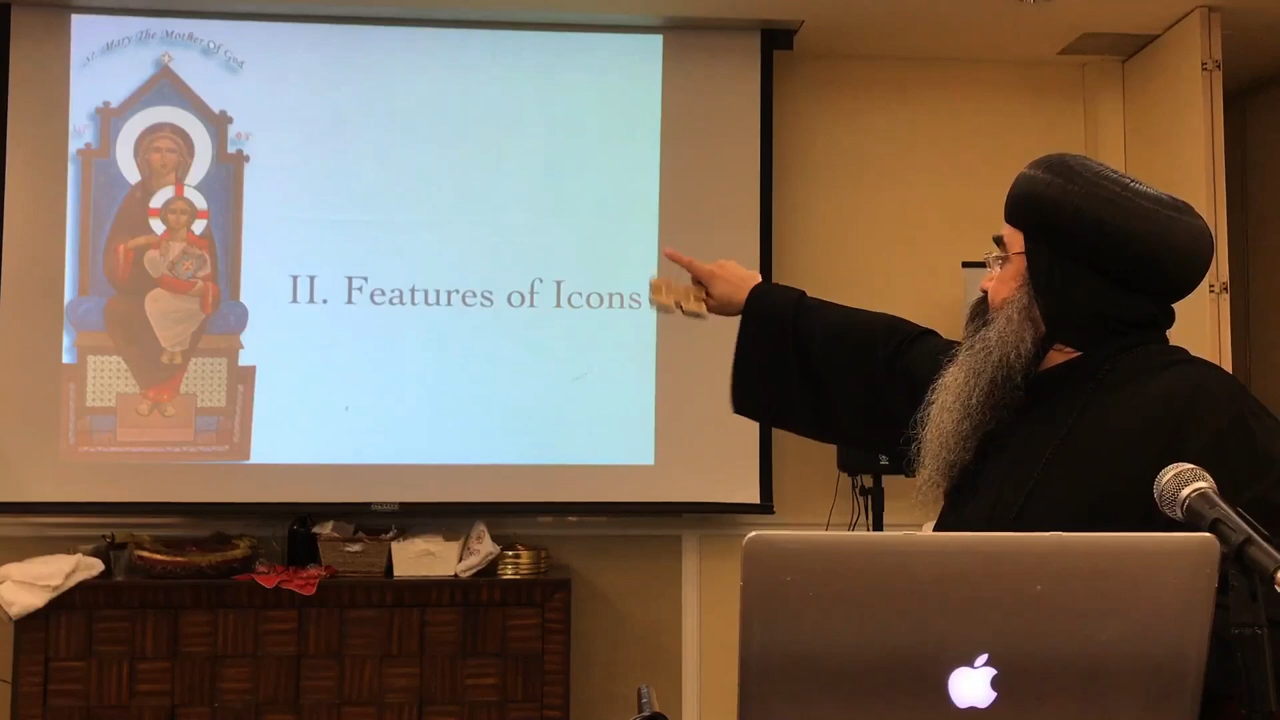 St. Mary The Mother Of God
II. Features of Icons